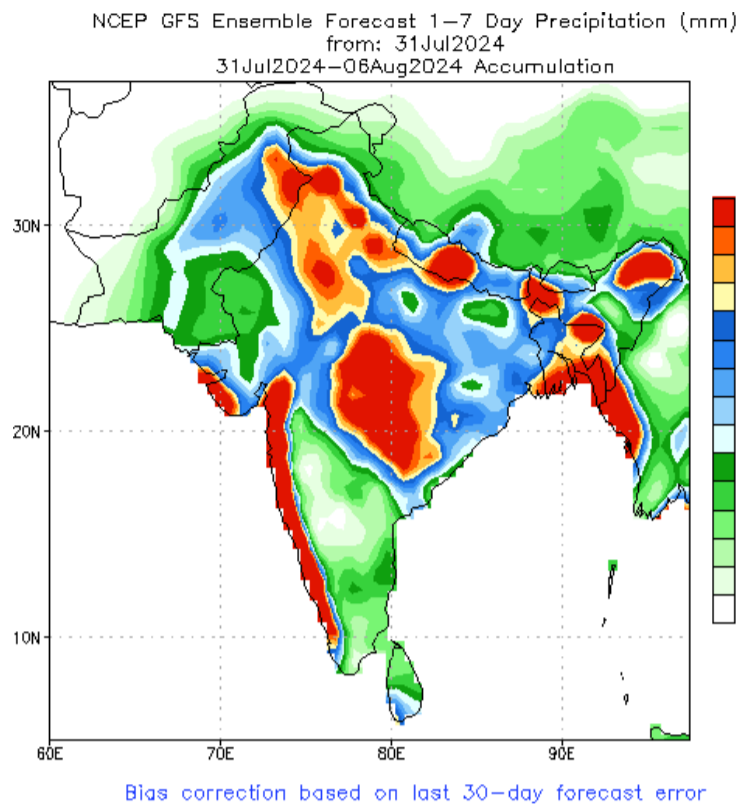 NCEP GFS Ensemble Forecast 1-7 Day Precipitation (mm)
from: 31Jul2024
31Jul2024-06Aug2024 Accumulation
30N
20N
10N
60E
70E
80E
90E
Bias correction based on last 30-day forecast error